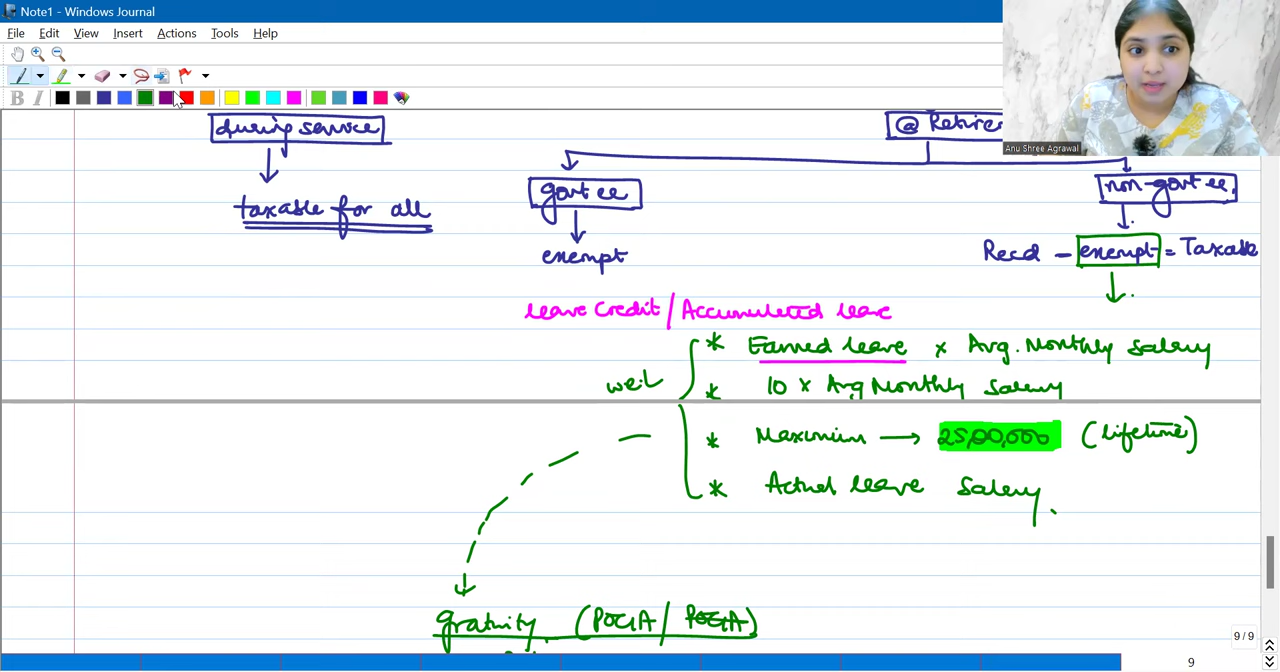 Note1 - Windows Journal
File Edit View Insert Actions Tools Help
B I
Anu Shree Agrawal
during service
@ Retirem
govt ee
non-govt ee.
taxable for all
exempt
Recd - exempt = Taxable
leave Credit / Accumulated leave
* Earned leave x Avg. Monthly Salary
wel
* 10 x Avg Monthly Salary
* Maximum → 25,00,000 (lifetime)
* Actual leave Salary.
gratuity (POGA / POGA)
9 / 9
9